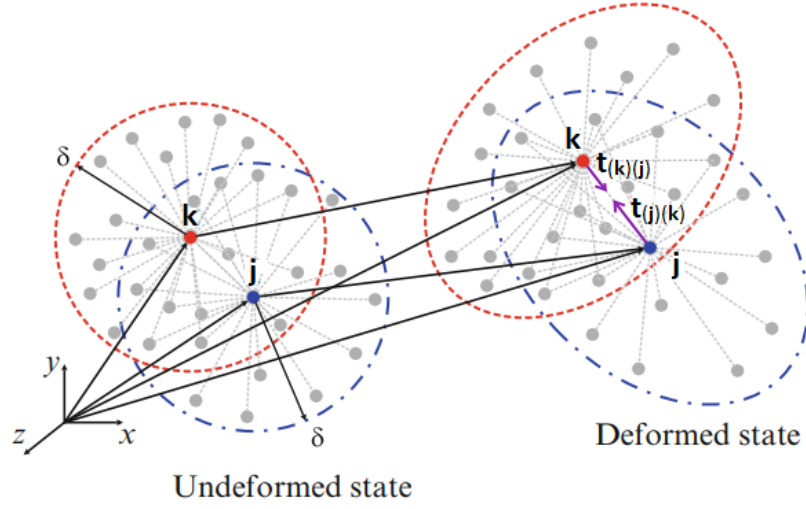 k
t(k)(j)
δ
t(j)(k)
k
j
j
y
z
x
δ
Deformed state
Undeformed state